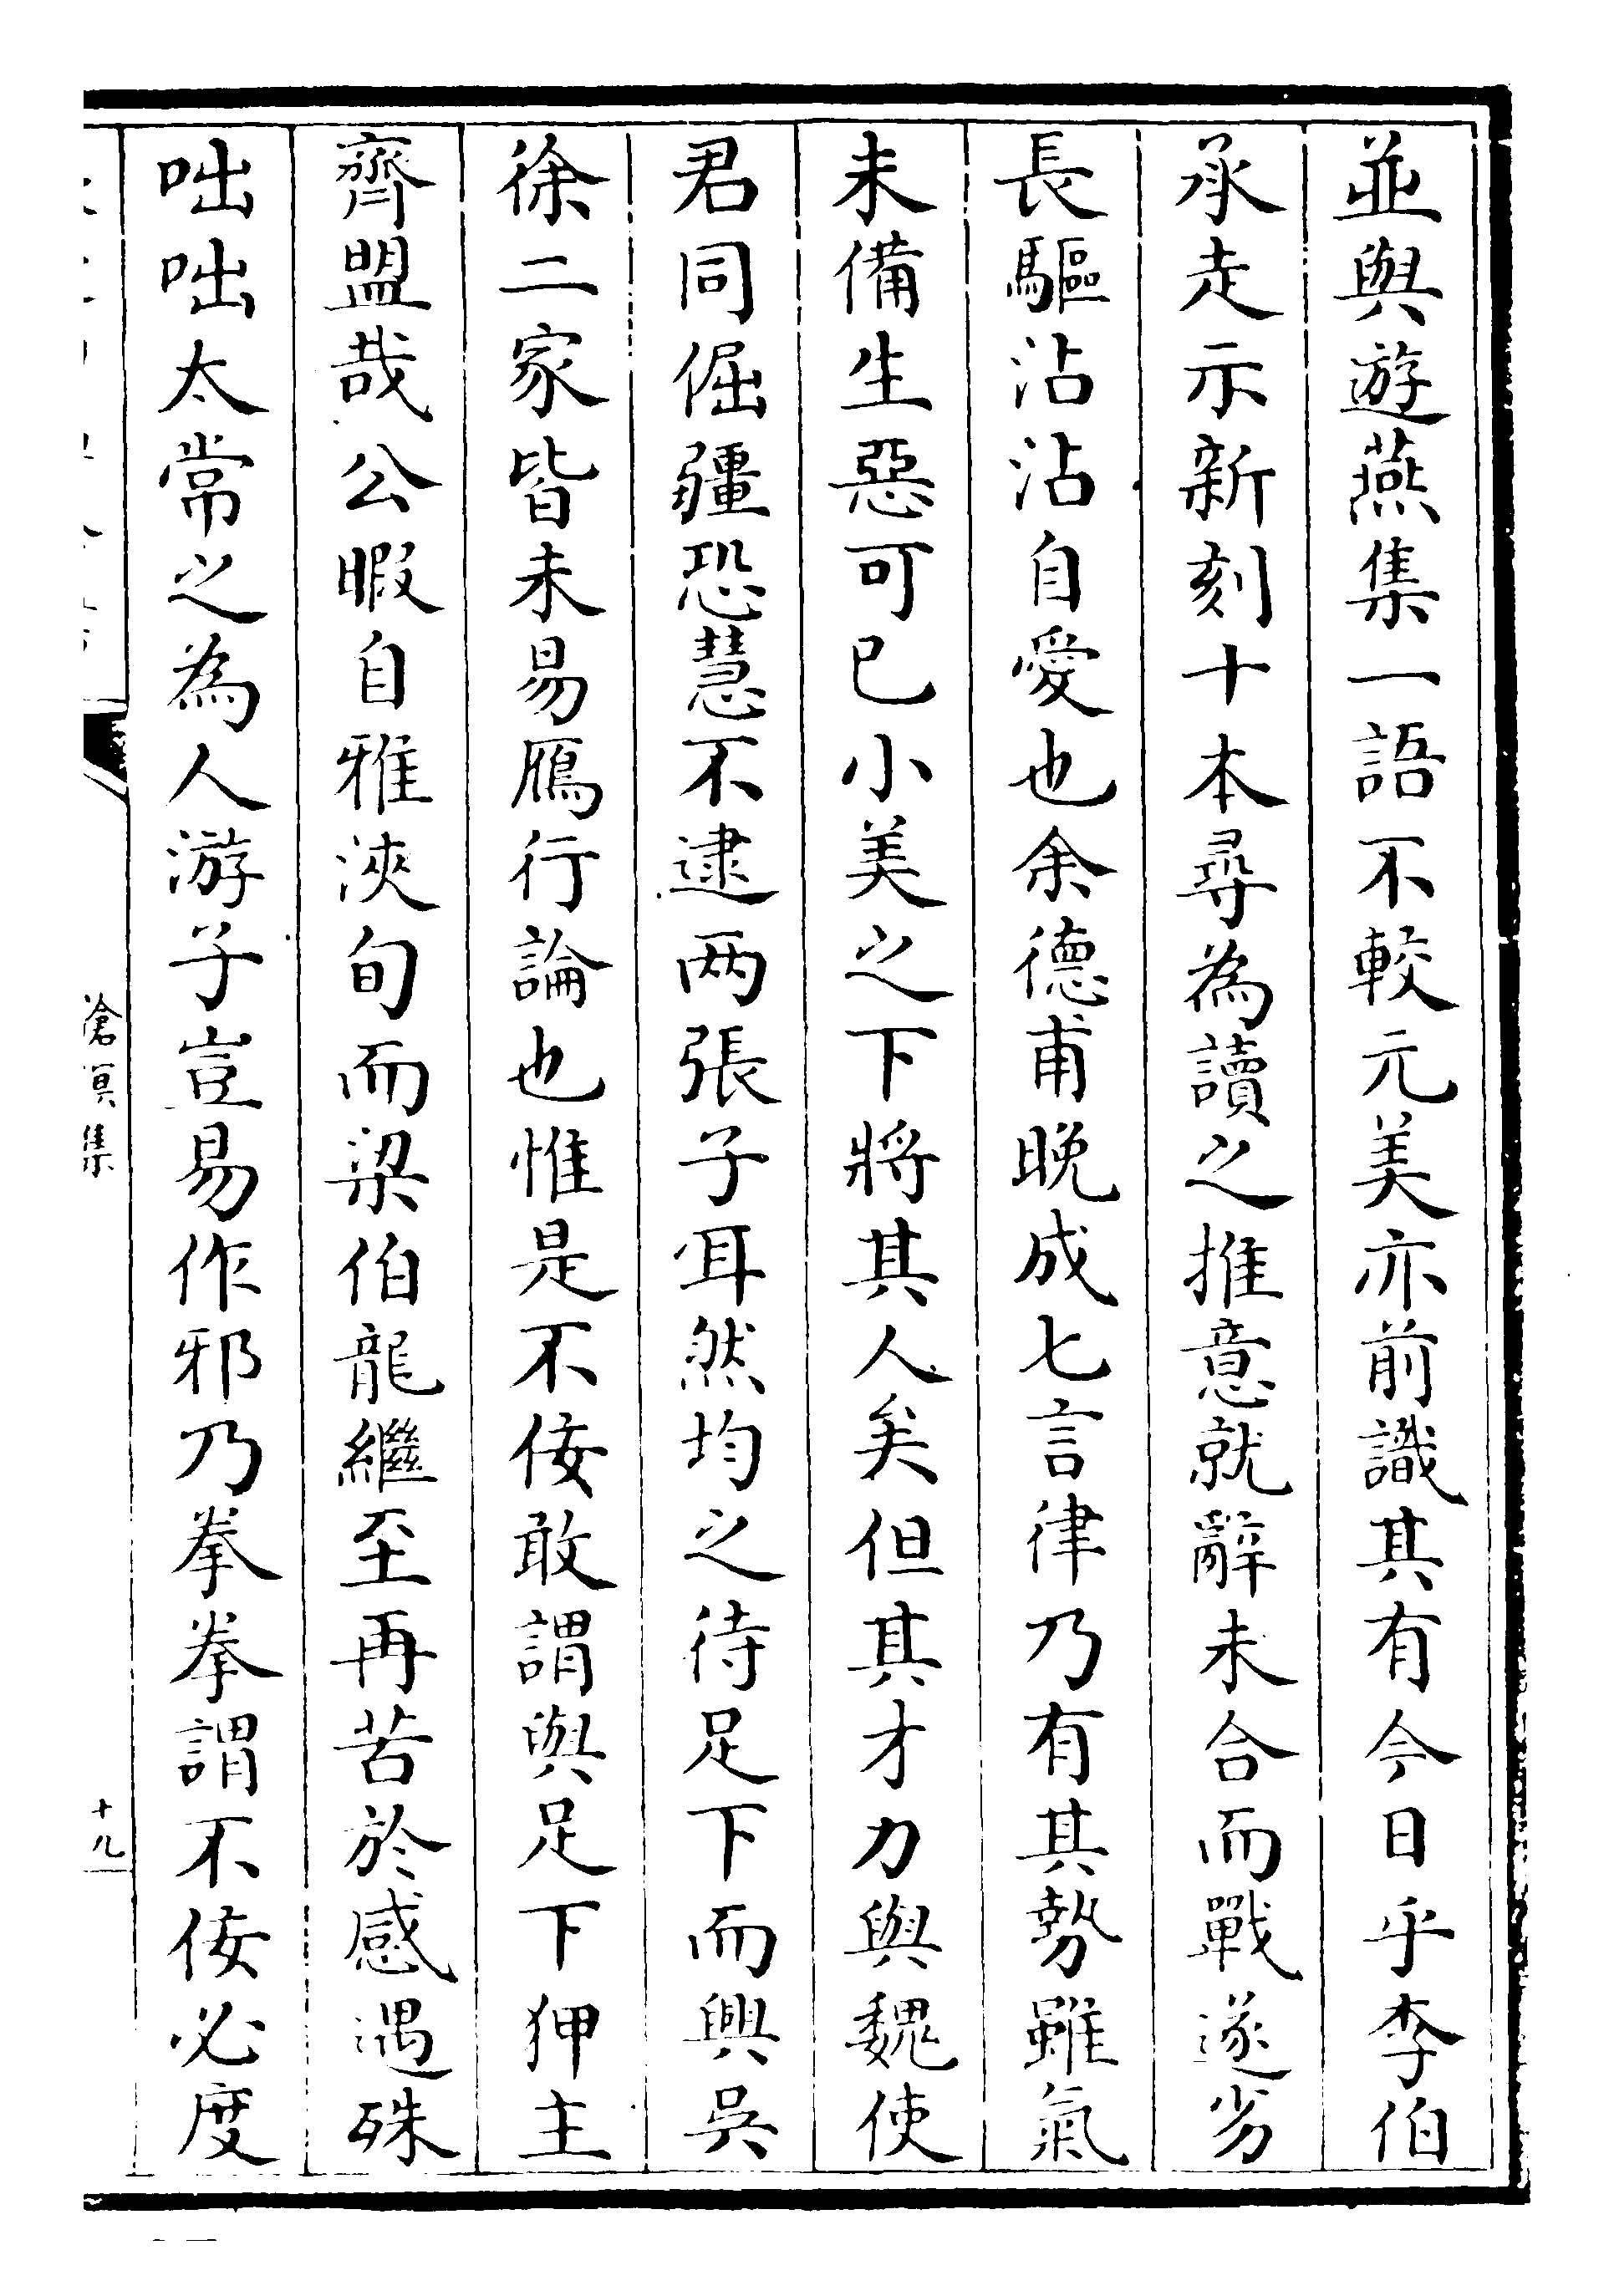 並與遊燕集一語不較元美亦前識其有今日乎李伯
承走示新刻十本尋為讀之推意就辭未合而戰遂劣
長驅沾沾自愛也余德甫晚成七言律乃有其勢雖氣
未備生惡可已小美之下將其人矣但其才力與魏使
君同倔疆恐慧不逮两張子耳然均之待足下而興吳
徐二家皆未易鴈行論也惟是不佞敢謂與足下狎主
齊盟哉公暇自雅浹旬而梁伯龍繼至再苦於感遇殊
咄咄太常之為人游子豈易作邪乃拳拳謂不佞必度
滄溟集
十九